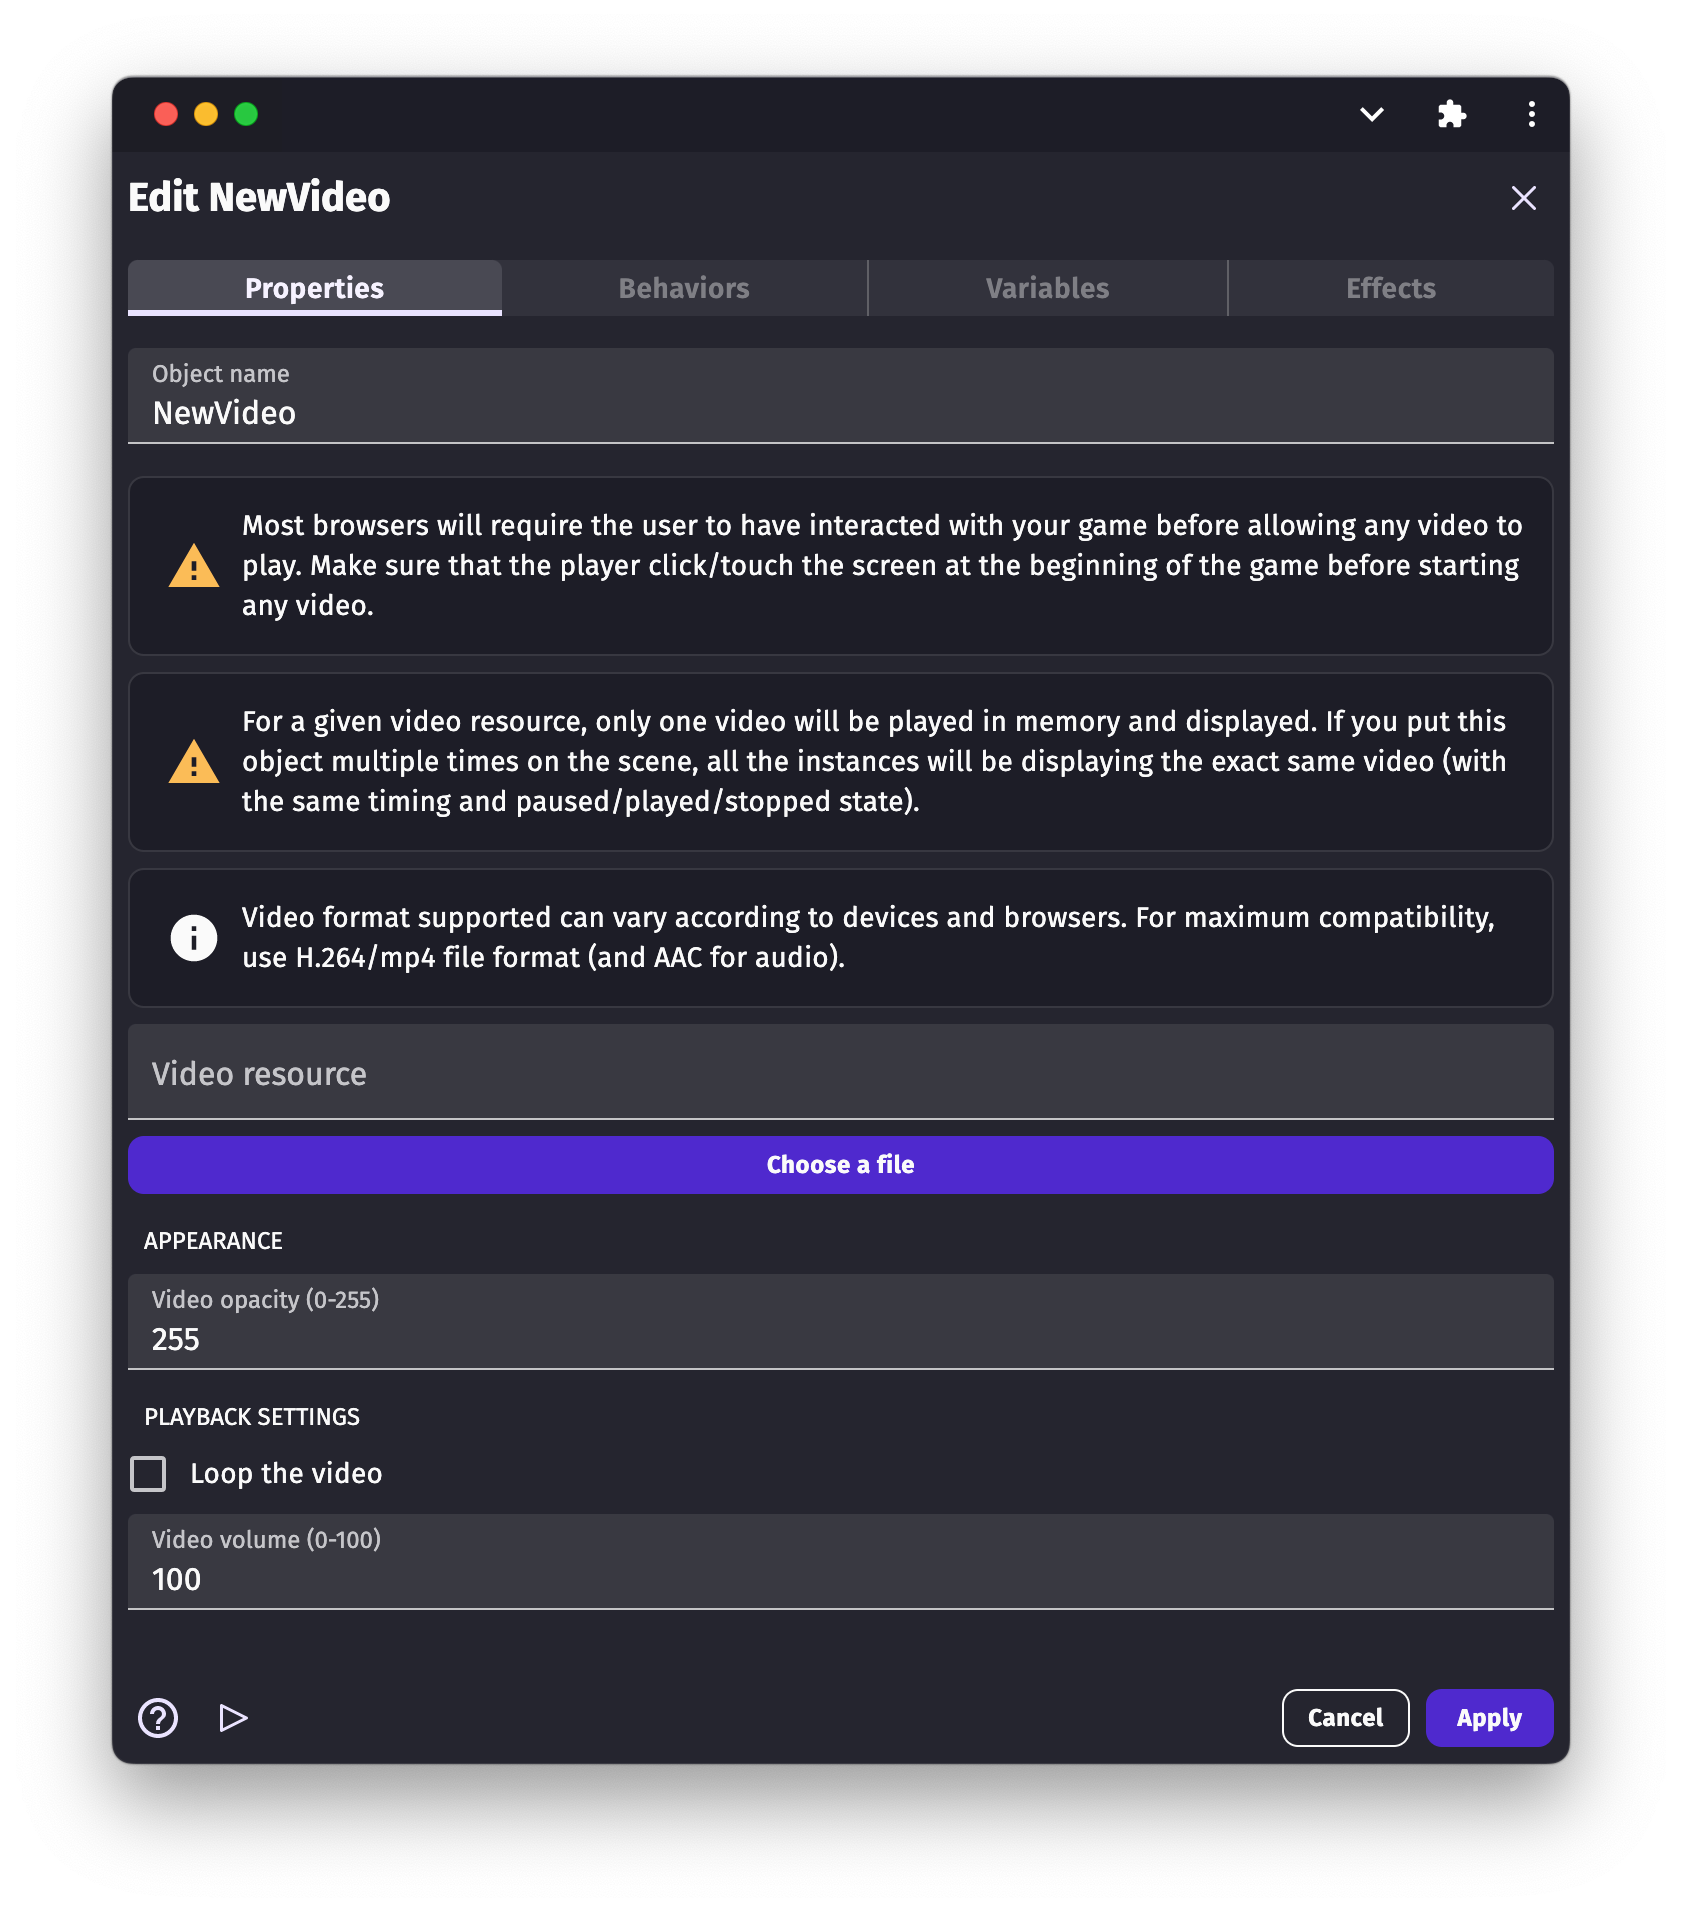 Edit NewVideo
Properties
Behaviors
Variables
Effects
Object name
NewVideo
Most browsers will require the user to have interacted with your game before allowing any video to
play. Make sure that the player click/touch the screen at the beginning of the game before starting
any video.
For a given video resource, only one video will be played in memory and displayed. If you put this
object multiple times on the scene, all the instances will be displaying the exact same video (with
the same timing and paused/played/stopped state).
Video format supported can vary according to devices and browsers. For maximum compatibility,
use H.264/mp4 file format (and AAC for audio).
Video resource
Choose a file
APPEARANCE
Video opacity (0-255)
255
PLAYBACK SETTINGS
Loop the video
Video volume (0-100)
100
Cancel
Apply